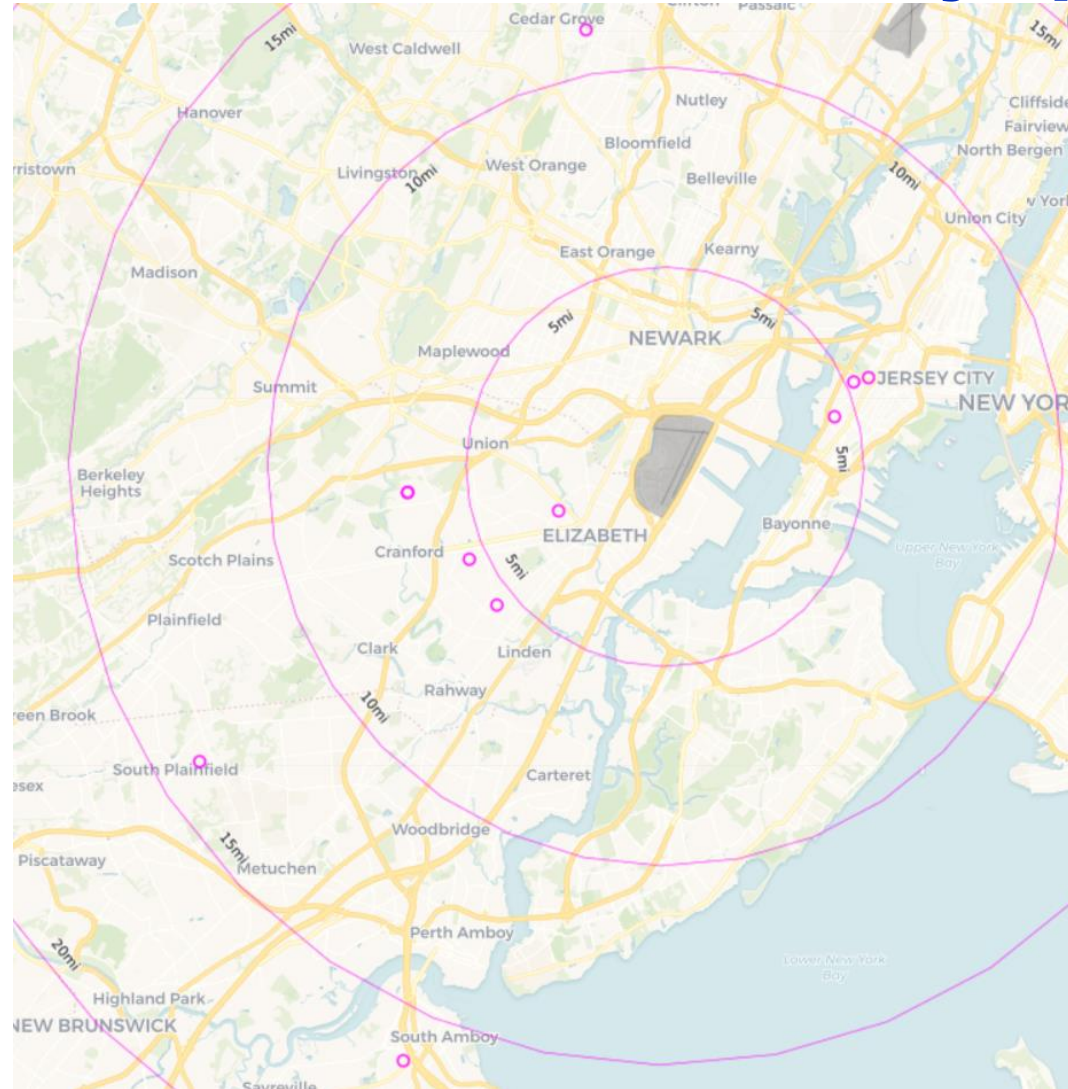 Cedar Grove
Passaic
15mi
15mi
West Caldwell
Hanover
Nutley
Cliffside
Fairview
Bloomfield
North Bergen
West Orange
ristown
Livingston
10mi
Belleville
10mi
Union City
East Orange
Kearny
Madison
5mi
5mi
NEWARK
Maplewood
Summit
JERSEY CITY
NEW YOR
Union
5mi
Berkeley
Heights
ELIZABETH
Bayonne
Cranford
Scotch Plains
5mi
Upper New York
Bay
Plainfield
Clark
Linden
Rahway
10mi
reen Brook
South Plainfield
Carteret
esex
Woodbridge
15mi
Piscataway
Metuchen
Perth Amboy
20mi
Lower New York
Bay
Highland Park
NEW BRUNSWICK
South Amboy
Sayreville